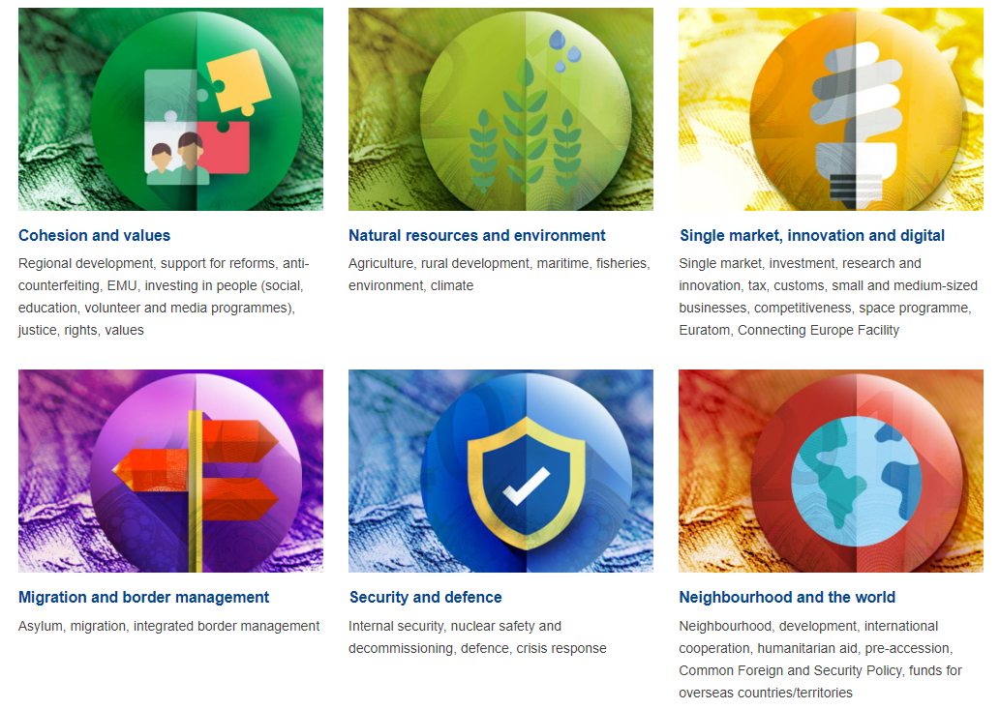 Cohesion and values
Regional development, support for reforms, anti-
counterfeiting, EMU, investing in people (social,
education, volunteer and media programmes),
justice, rights, values
Natural resources and environment
Agriculture, rural development, maritime, fisheries,
environment, climate
Single market, innovation and digital
Single market, investment, research and
innovation, tax, customs, small and medium-sized
businesses, competitiveness, space programme,
Euratom, Connecting Europe Facility
Migration and border management
Asylum, migration, integrated border management
Security and defence
Internal security, nuclear safety and
decommissioning, defence, crisis response
Neighbourhood and the world
Neighbourhood, development, international
cooperation, humanitarian aid, pre-accession,
Common Foreign and Security Policy, funds for
overseas countries/territories